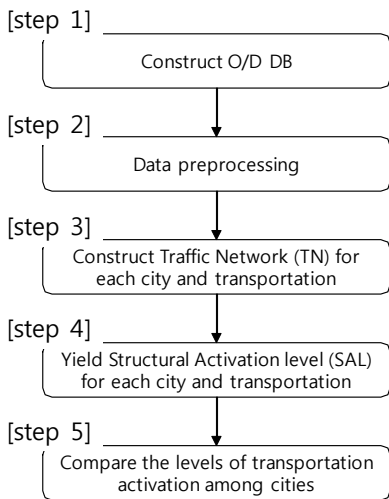 [step 1]
Construct O/D DB
[step 2]
Data preprocessing
[step 3]
Construct Traffic Network (TN) for
each city and transportation
[step 4]
Yield Structural Activation level (SAL)
for each city and transportation
[step 5]
Compare the levels of transportation
activation among cities